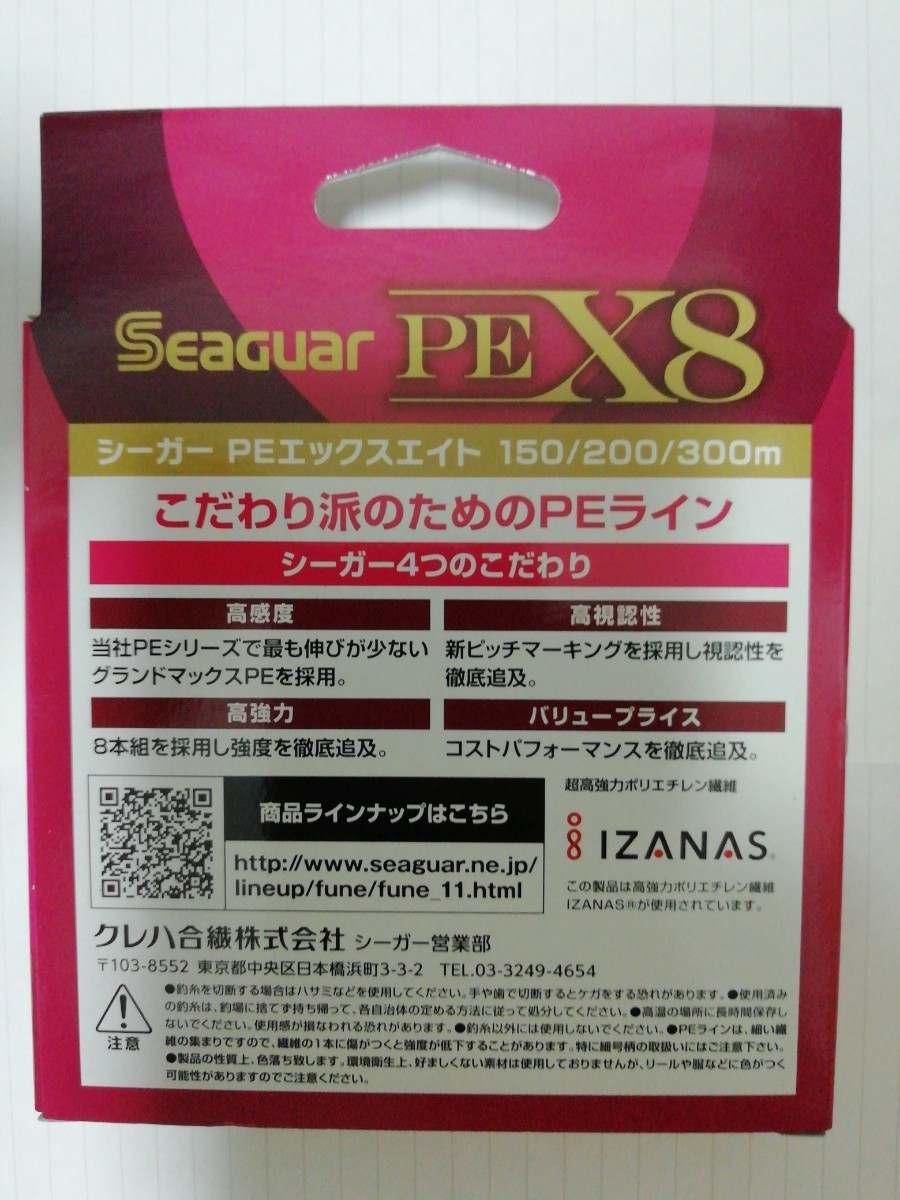 Seaguar PE X8
シーガー PEエックスエイト 150/200/300m
こだわり派のためのPEライン
シーガー4つのこだわり
高感度
当社PEシリーズで最も伸びが少ない
グランドマックスPEを採用。
高視認性
新ピッチマーキングを採用し視認性を
徹底追及。
高強力
8本組を採用し強度を徹底追及。
バリュープライス
コストパフォーマンスを徹底追及。
商品ラインナップはこちら
http://www.seaguar.ne.jp/
lineup/fune/fune_11.html
超高強力ポリエチレン繊維
IZANAS®
この製品は高強力ポリエチレン繊維
IZANAS®が使用されています。
クレハ合繊株式会社 シーガー営業部
〒103-8552 東京都中央区日本橋浜町3-3-2 TEL.03-3249-4654
注意
●釣糸を切断する場合はハサミなどを使用してください。手や歯で切断するとケガをする恐れがあります。●使用済み
の釣糸は、釣場に捨てず持ち帰って、各自治体の定める方法に従って処分してください。●高温の場所に長時間保存し
ないでください。使用感が損なわれる恐れがあります。●釣糸以外には使用しないでください。●PEラインは、細い繊
維の集まりですので、繊維の1本に傷がつくと強度が低下することがあります。特に細号柄の取扱いにはご注意下さい。
●製品の性質上、色落ち致します。環境衛生上、好ましくない素材は使用しておりませんが、リールや服などに色がつく
可能性がありますのでご注意ください。